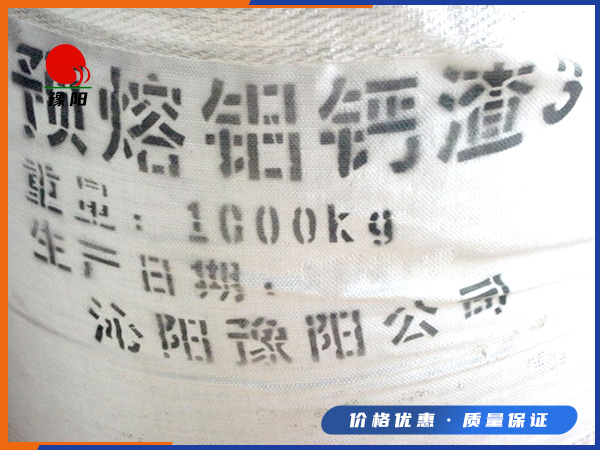 豫阳
预熔铝钙渣
重量：1000kg
生产日期：
沁阳豫阳公司
价格优惠·质量保证